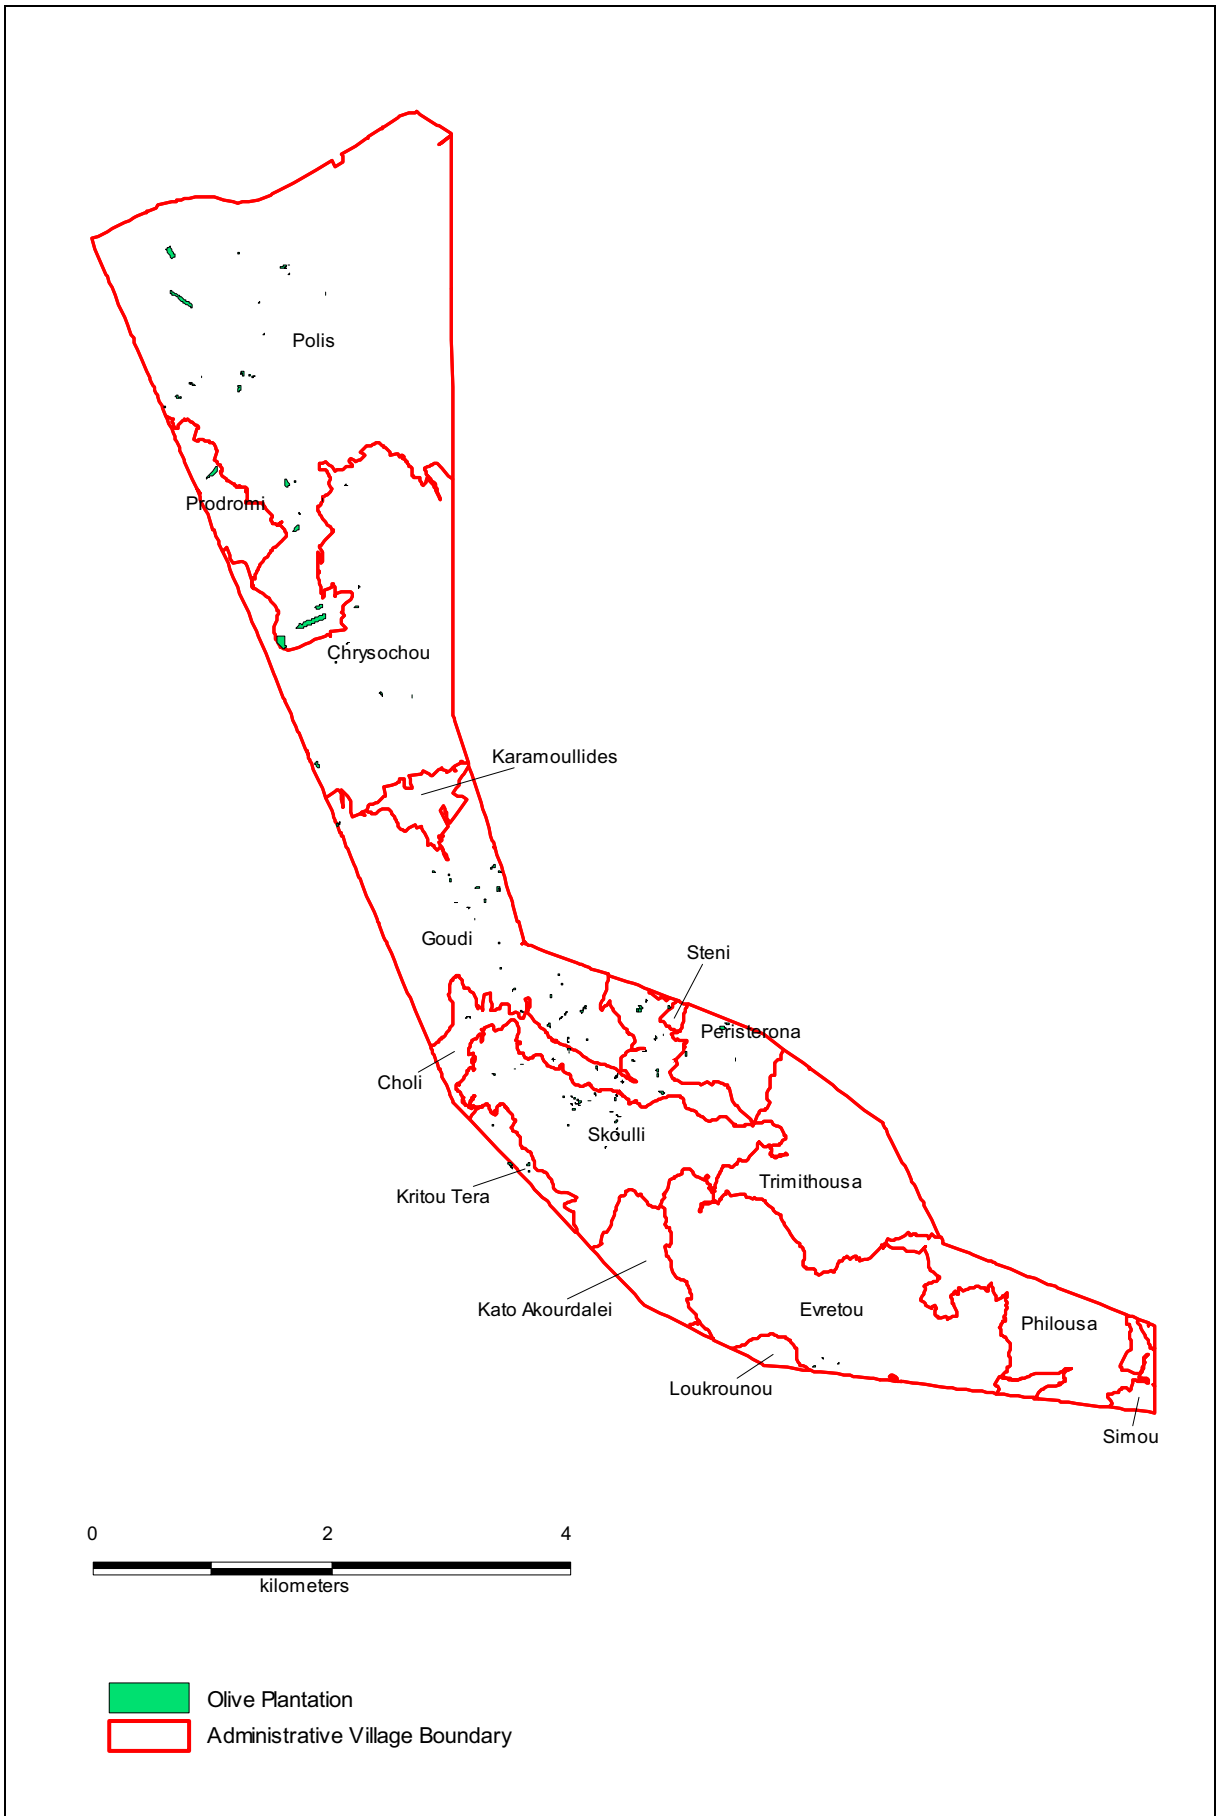 Polis
Prodromi
Chrysochou
Karamoullides
Goudi
Steni
Peristerona
Choli
Skoulli
Trimithousa
Kritou Tera
Kato Akourdalei
Evretou
Philousa
Loukrounou
Simou
0 2 4
kilometers
Olive Plantation
Administrative Village Boundary